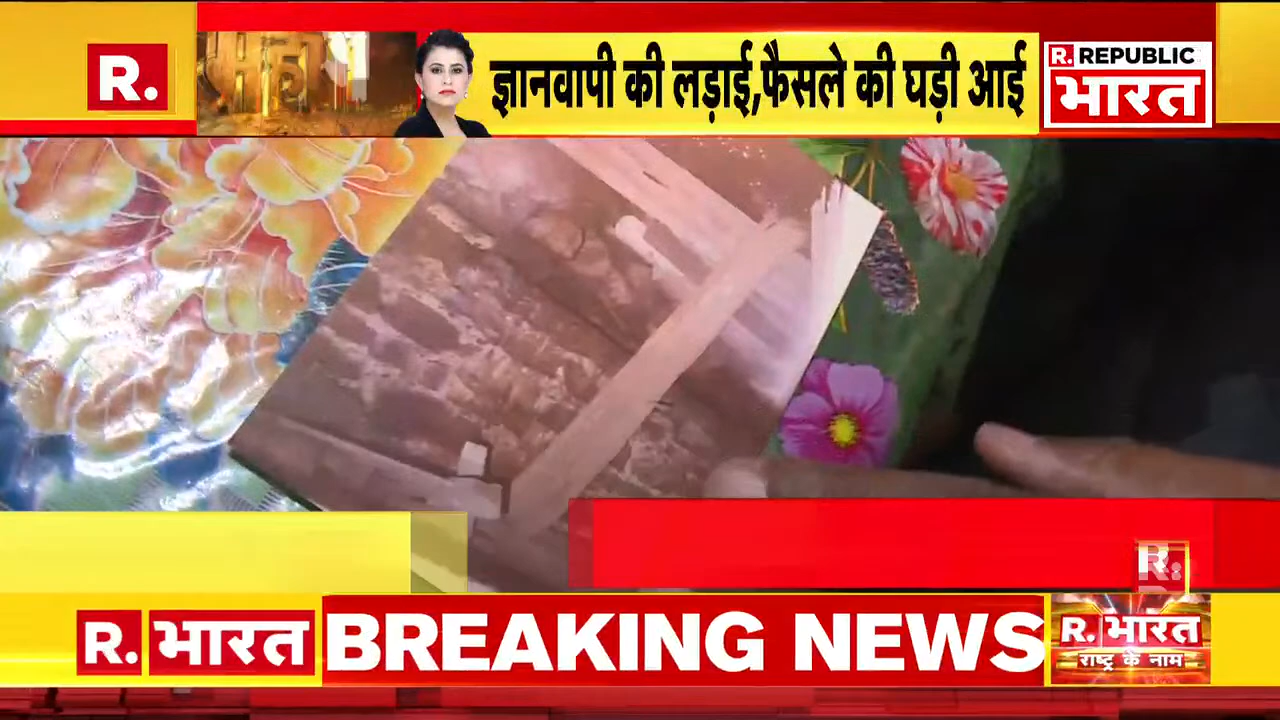 R.
ज्ञानवापी की लड़ाई,फैसले की घड़ी आई
R. REPUBLIC
भारत
R.
R. भारत
BREAKING NEWS
R. भारत
राष्ट्र के नाम